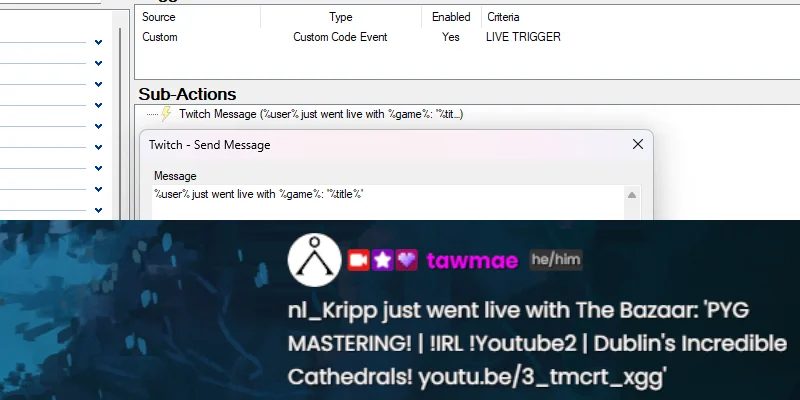 Source Type Enabled Criteria
Custom Custom Code Event Yes LIVE TRIGGER
Sub-Actions
Twitch Message (%user% just went live with %game%: '%tit...)
Twitch - Send Message
Message
%user% just went live with %game%: '%title%'
tawmae he/him
nl_Kripp just went live with The Bazaar: 'PYG
MASTERING! | !IRL !Youtube2 | Dublin's Incredible
Cathedrals! youtu.be/3_tmcrt_xgg'